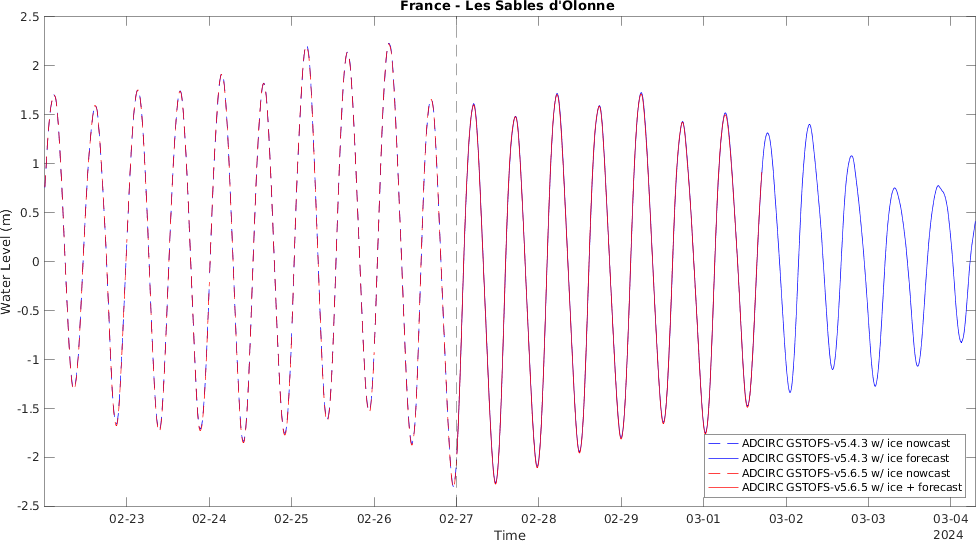 France - Les Sables d'Olonne
2.5
2
1.5
1
0.5
0
-0.5
-1
-1.5
-2
-2.5
Water Level (m)
ADCIRC GSTOFS-v5.4.3 w/ ice nowcast
ADCIRC GSTOFS-v5.4.3 w/ ice forecast
ADCIRC GSTOFS-v5.6.5 w/ ice nowcast
ADCIRC GSTOFS-v5.6.5 w/ ice + forecast
02-23 02-24 02-25 02-26 02-27 02-28 02-29 03-01 03-02 03-03 03-04
Time
2024